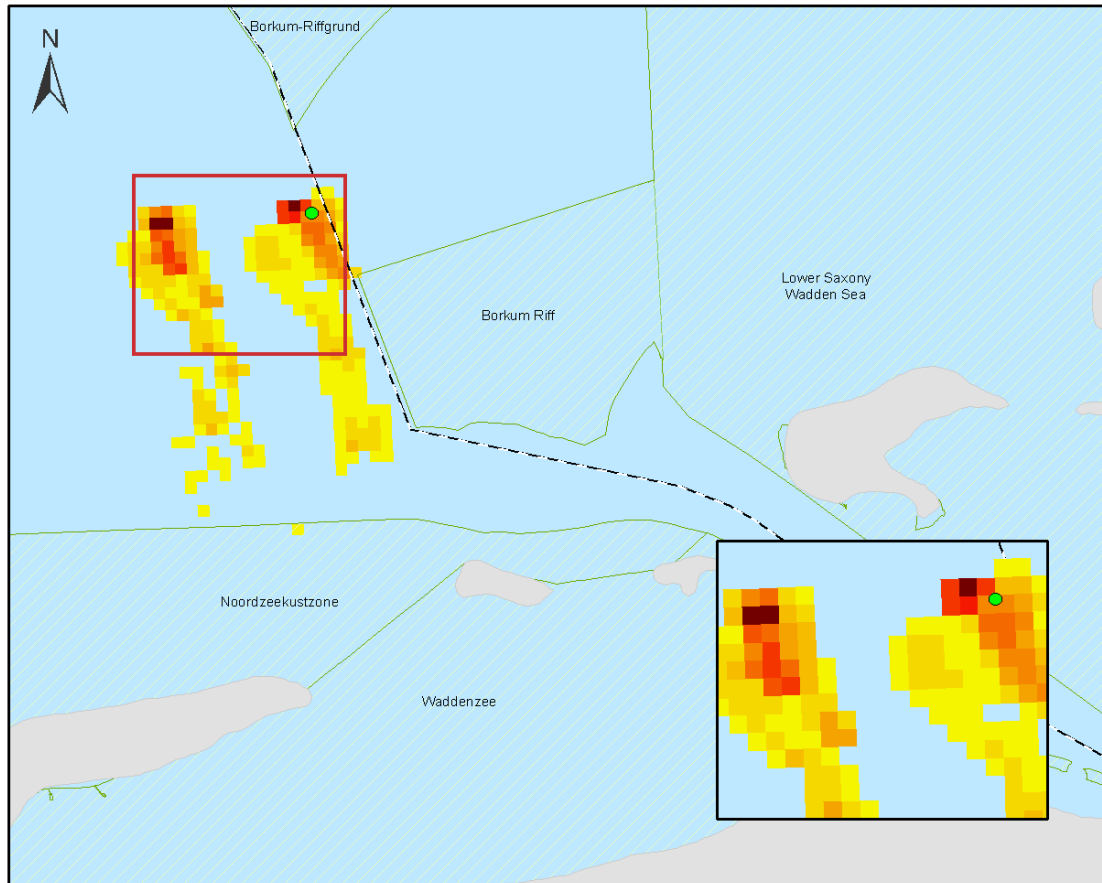 Borkum-Riffgrund
N
Lower Saxony
Wadden Sea
Borkum Riff
Noordzeekustzone
Waddenzee